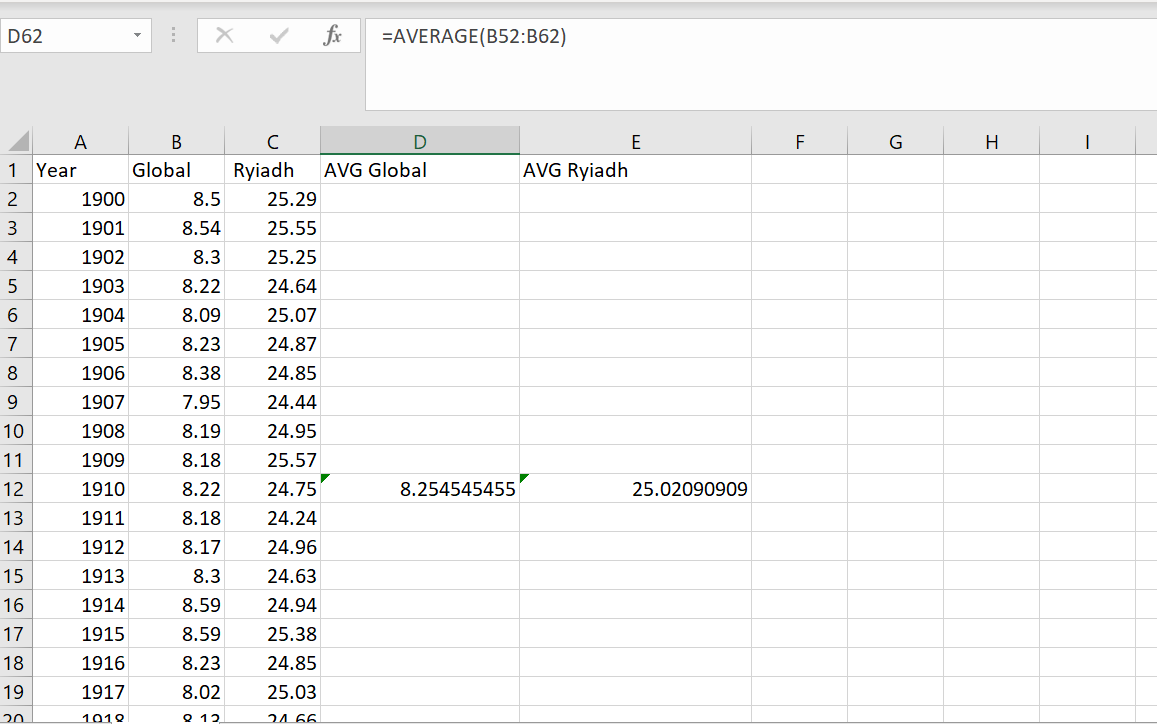 D62 fx =AVERAGE(B52:B62)
A B C D E F G H I
1 Year Global Ryiadh AVG Global AVG Ryiadh
2 1900 8.5 25.29
3 1901 8.54 25.55
4 1902 8.3 25.25
5 1903 8.22 24.64
6 1904 8.09 25.07
7 1905 8.23 24.87
8 1906 8.38 24.85
9 1907 7.95 24.44
10 1908 8.19 24.95
11 1909 8.18 25.57
12 1910 8.22 24.75 8.254545455 25.02090909
13 1911 8.18 24.24
14 1912 8.17 24.96
15 1913 8.3 24.63
16 1914 8.59 24.94
17 1915 8.59 25.38
18 1916 8.23 24.85
19 1917 8.02 25.03
20 1918 8.13 24.66